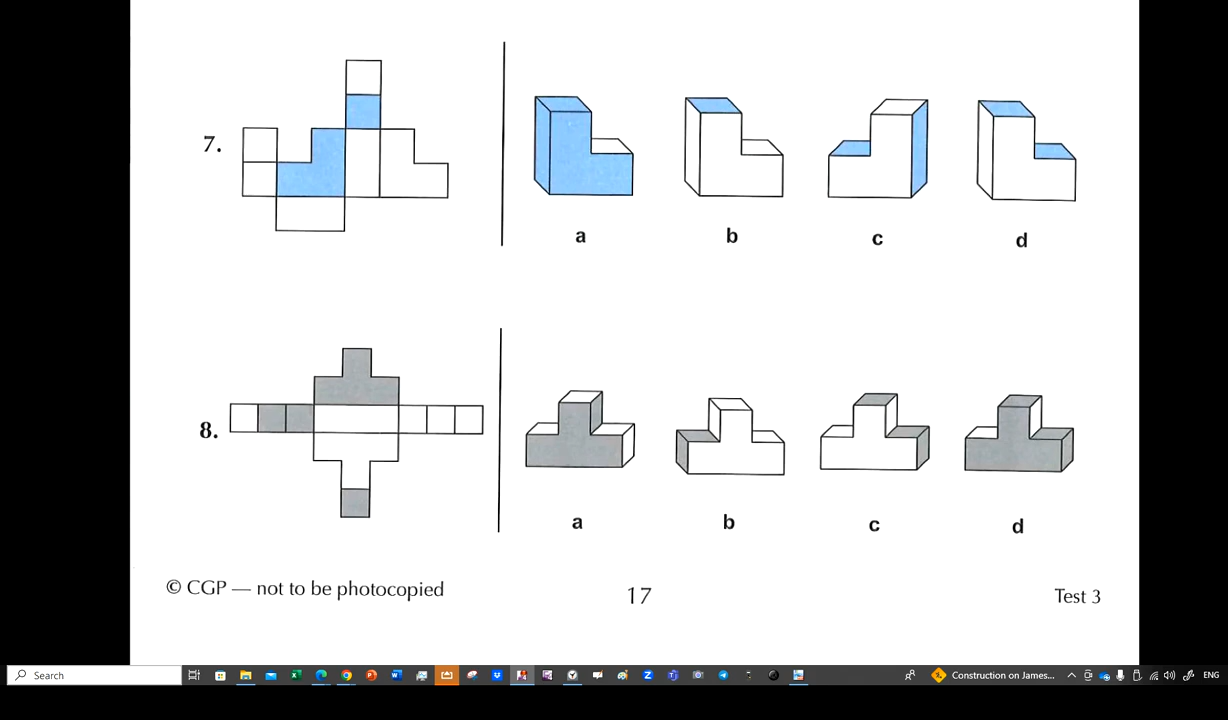 7.
a
b
c
d
8.
a
b
c
d
© CGP — not to be photocopied
17
Test 3
Search
Construction on James...
ENG